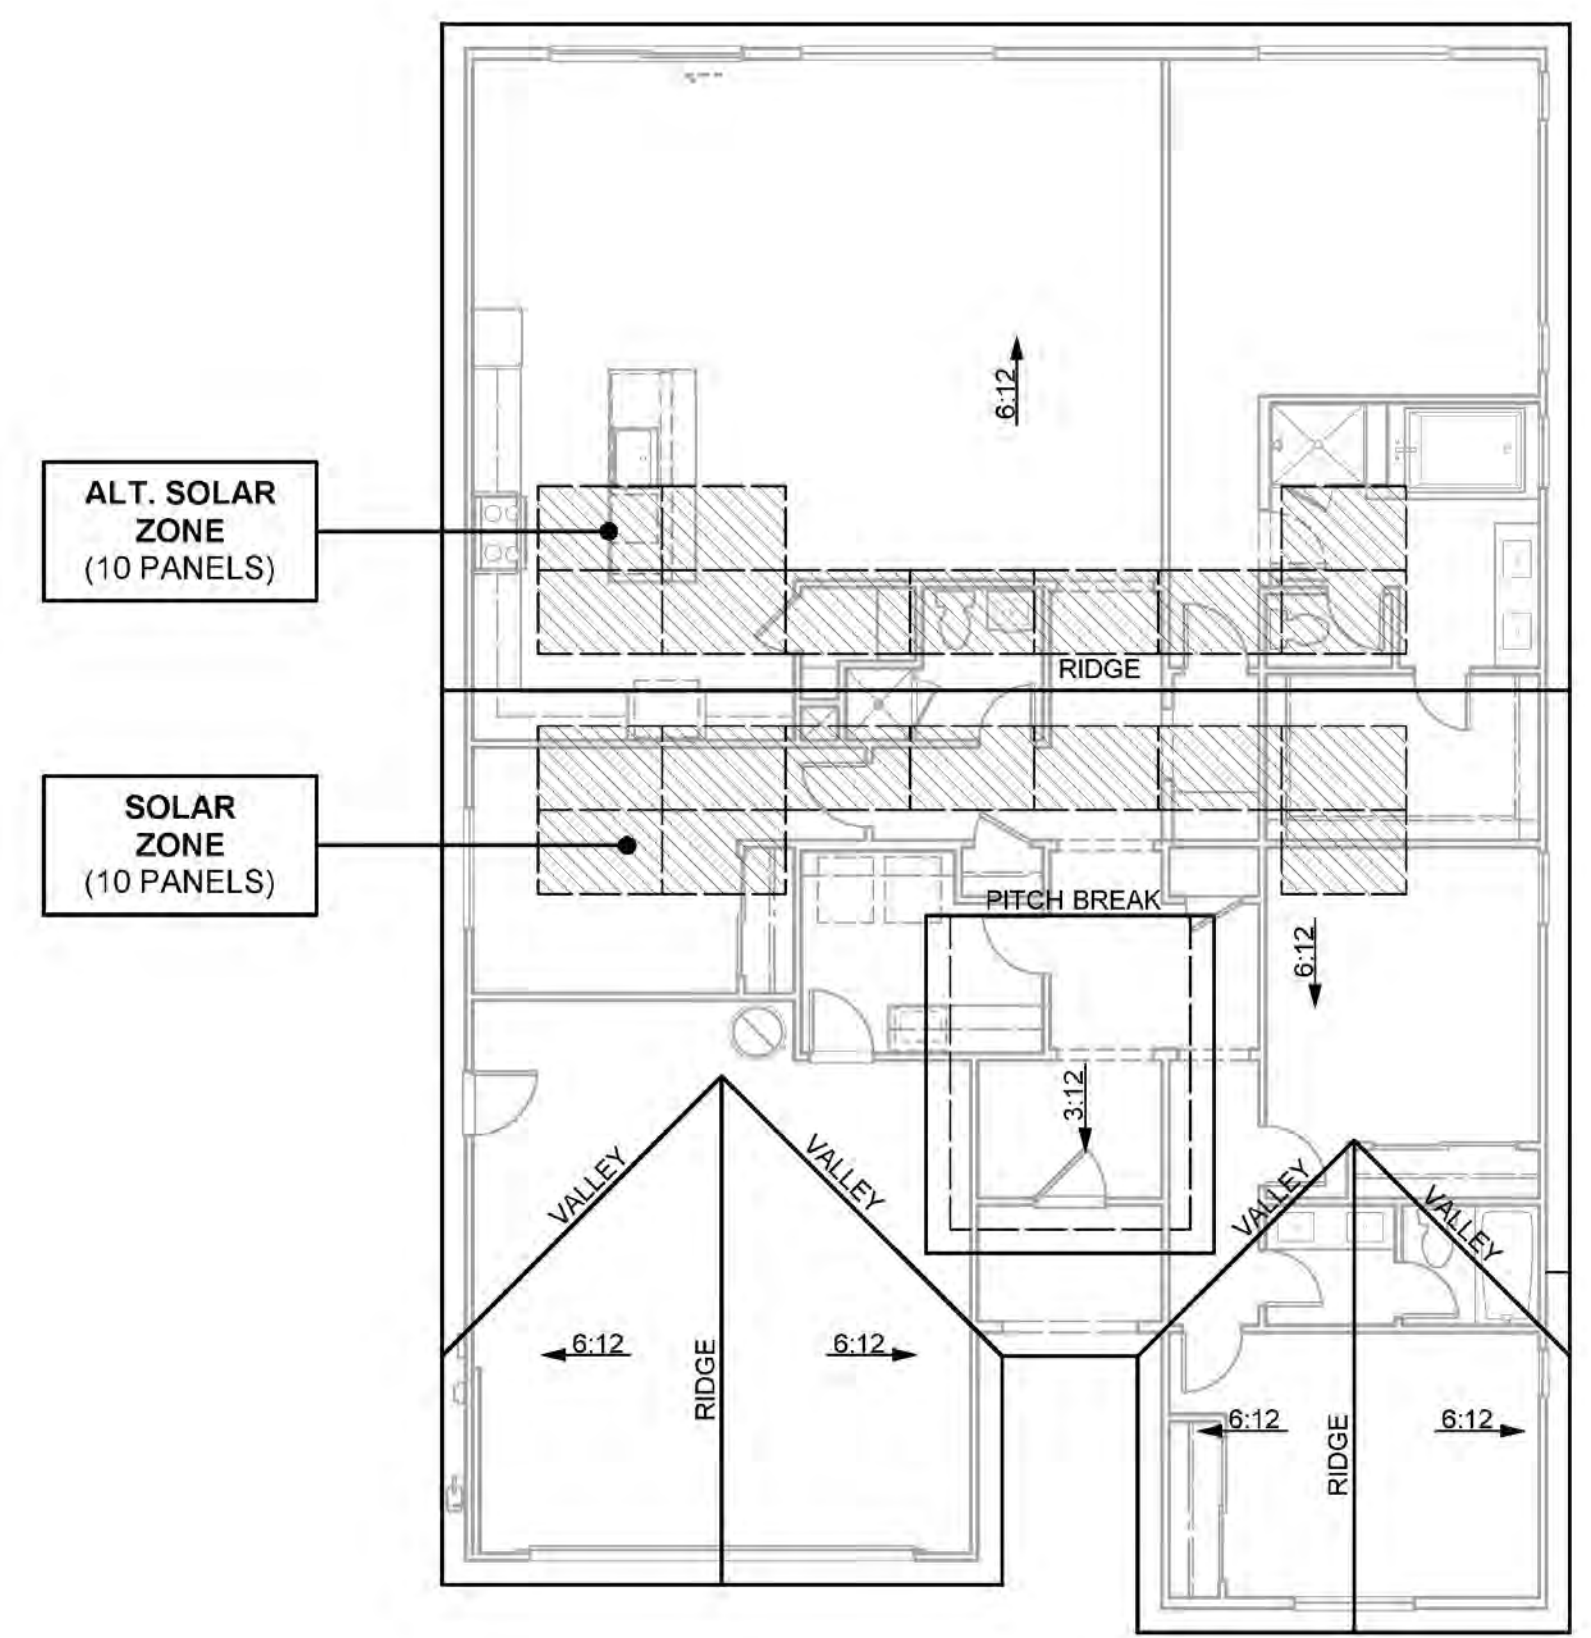 6:12
ALT. SOLAR
ZONE
(10 PANELS)
RIDGE
SOLAR
ZONE
(10 PANELS)
PITCH BREAK
6:12
3:12
VALLEY
VALLEY
VALLEY
VALLEY
6:12
6:12
RIDGE
6:12
6:12
RIDGE